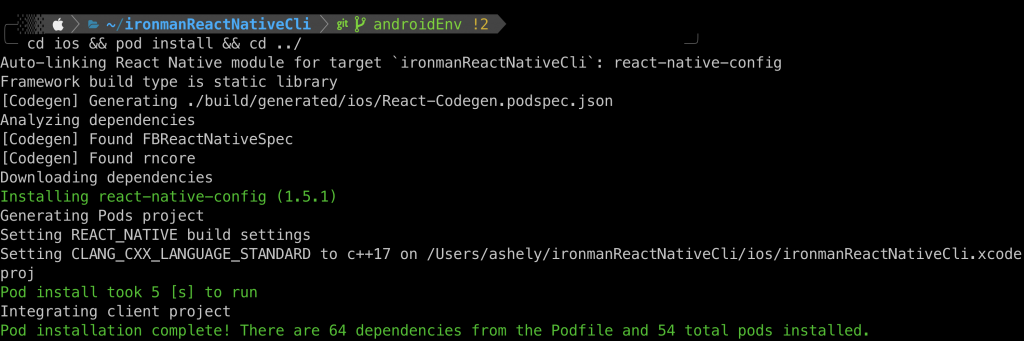 ~/ironmanReactNativeCli git androidEnv !2
cd ios && pod install && cd ../
Auto-linking React Native module for target `ironmanReactNativeCli`: react-native-config
Framework build type is static library
[Codegen] Generating ./build/generated/ios/React-Codegen.podspec.json
Analyzing dependencies
[Codegen] Found FBReactNativeSpec
[Codegen] Found rncore
Downloading dependencies
Installing react-native-config (1.5.1)
Generating Pods project
Setting REACT_NATIVE build settings
Setting CLANG_CXX_LANGUAGE_STANDARD to c++17 on /Users/ashely/ironmanReactNativeCli/ios/ironmanReactNativeCli.xcode
proj
Pod install took 5 [s] to run
Integrating client project
Pod installation complete! There are 64 dependencies from the Podfile and 54 total pods installed.